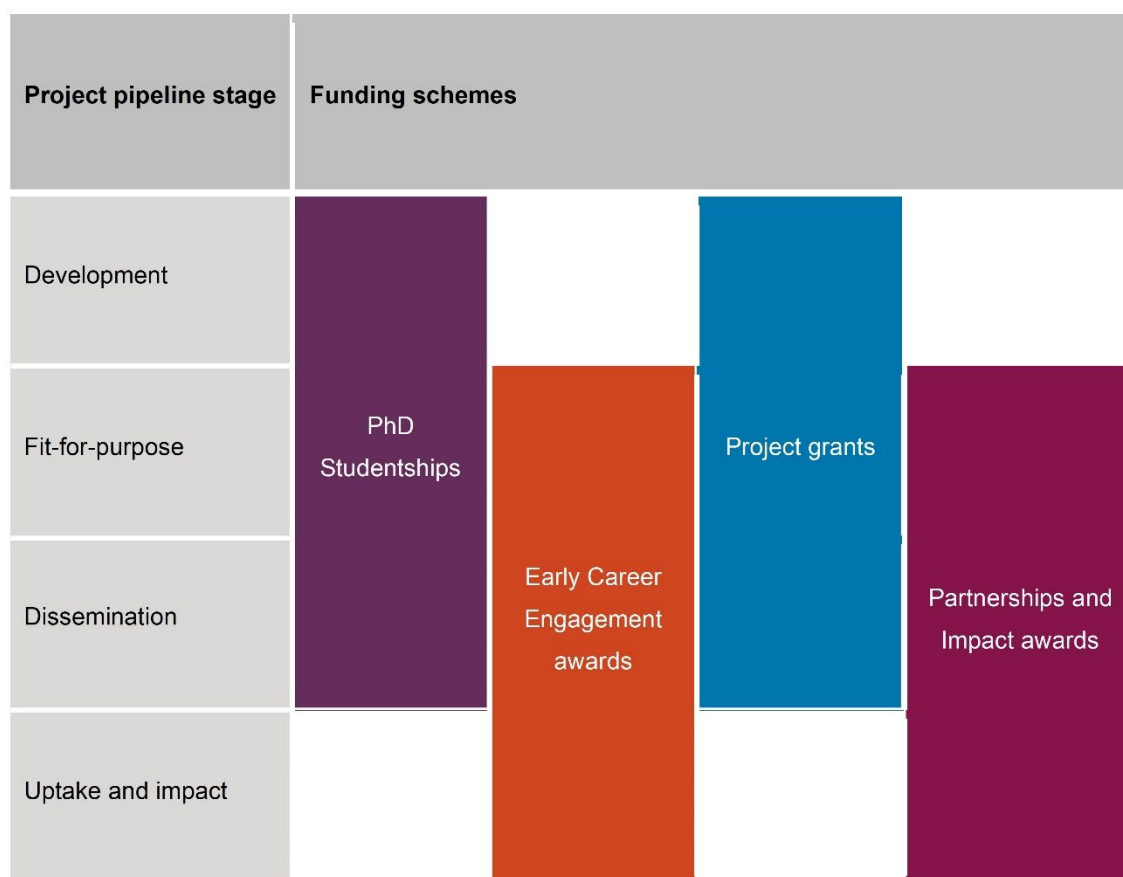 Project pipeline stage
Funding schemes
Development
Fit-for-purpose
Dissemination
Uptake and impact
PhD
Studentships
Early Career
Engagement
awards
Project grants
Partnerships and
Impact awards